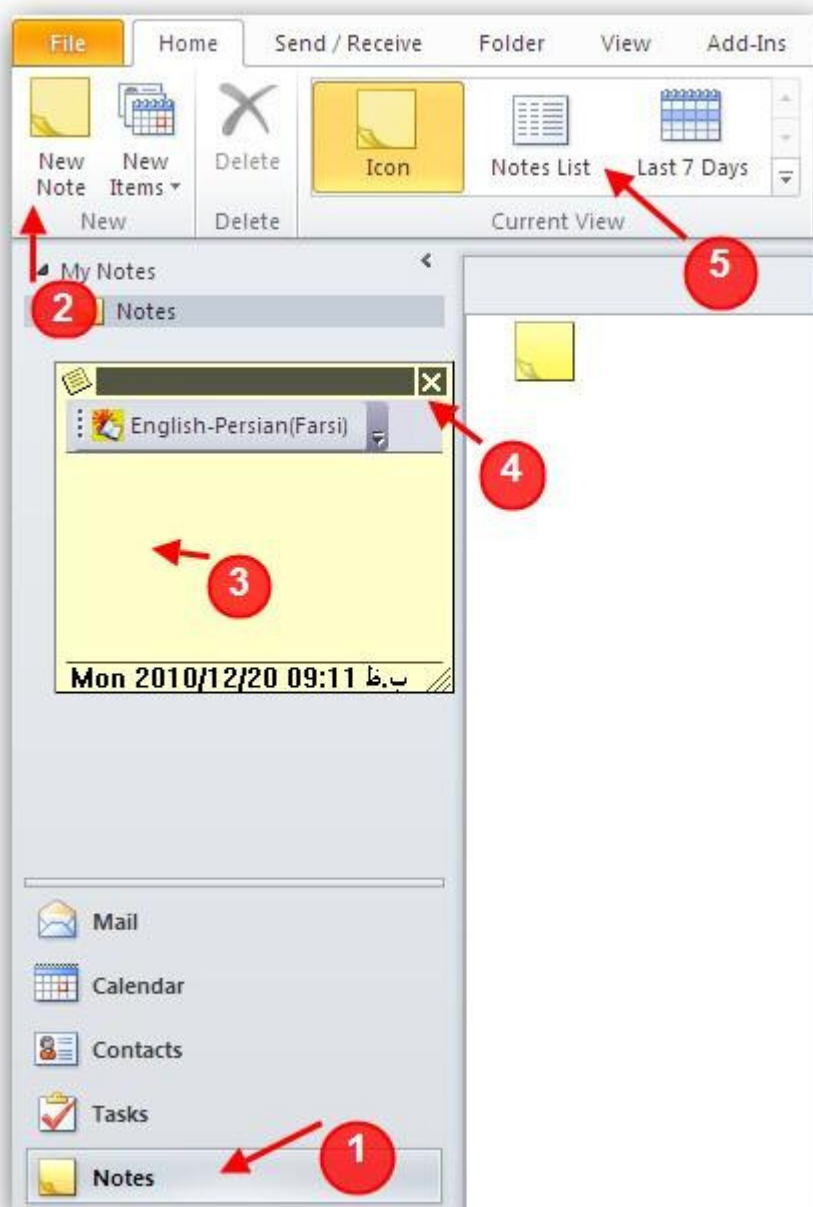 File Home Send / Receive Folder View Add-Ins
New Note New Items Delete Icon Notes List Last 7 Days
New Delete Current View
5
My Notes
2 Notes
English-Persian(Farsi)
4
3
Mon 2010/12/20 09:11 ب.ظ
Mail
Calendar
Contacts
Tasks
1
Notes